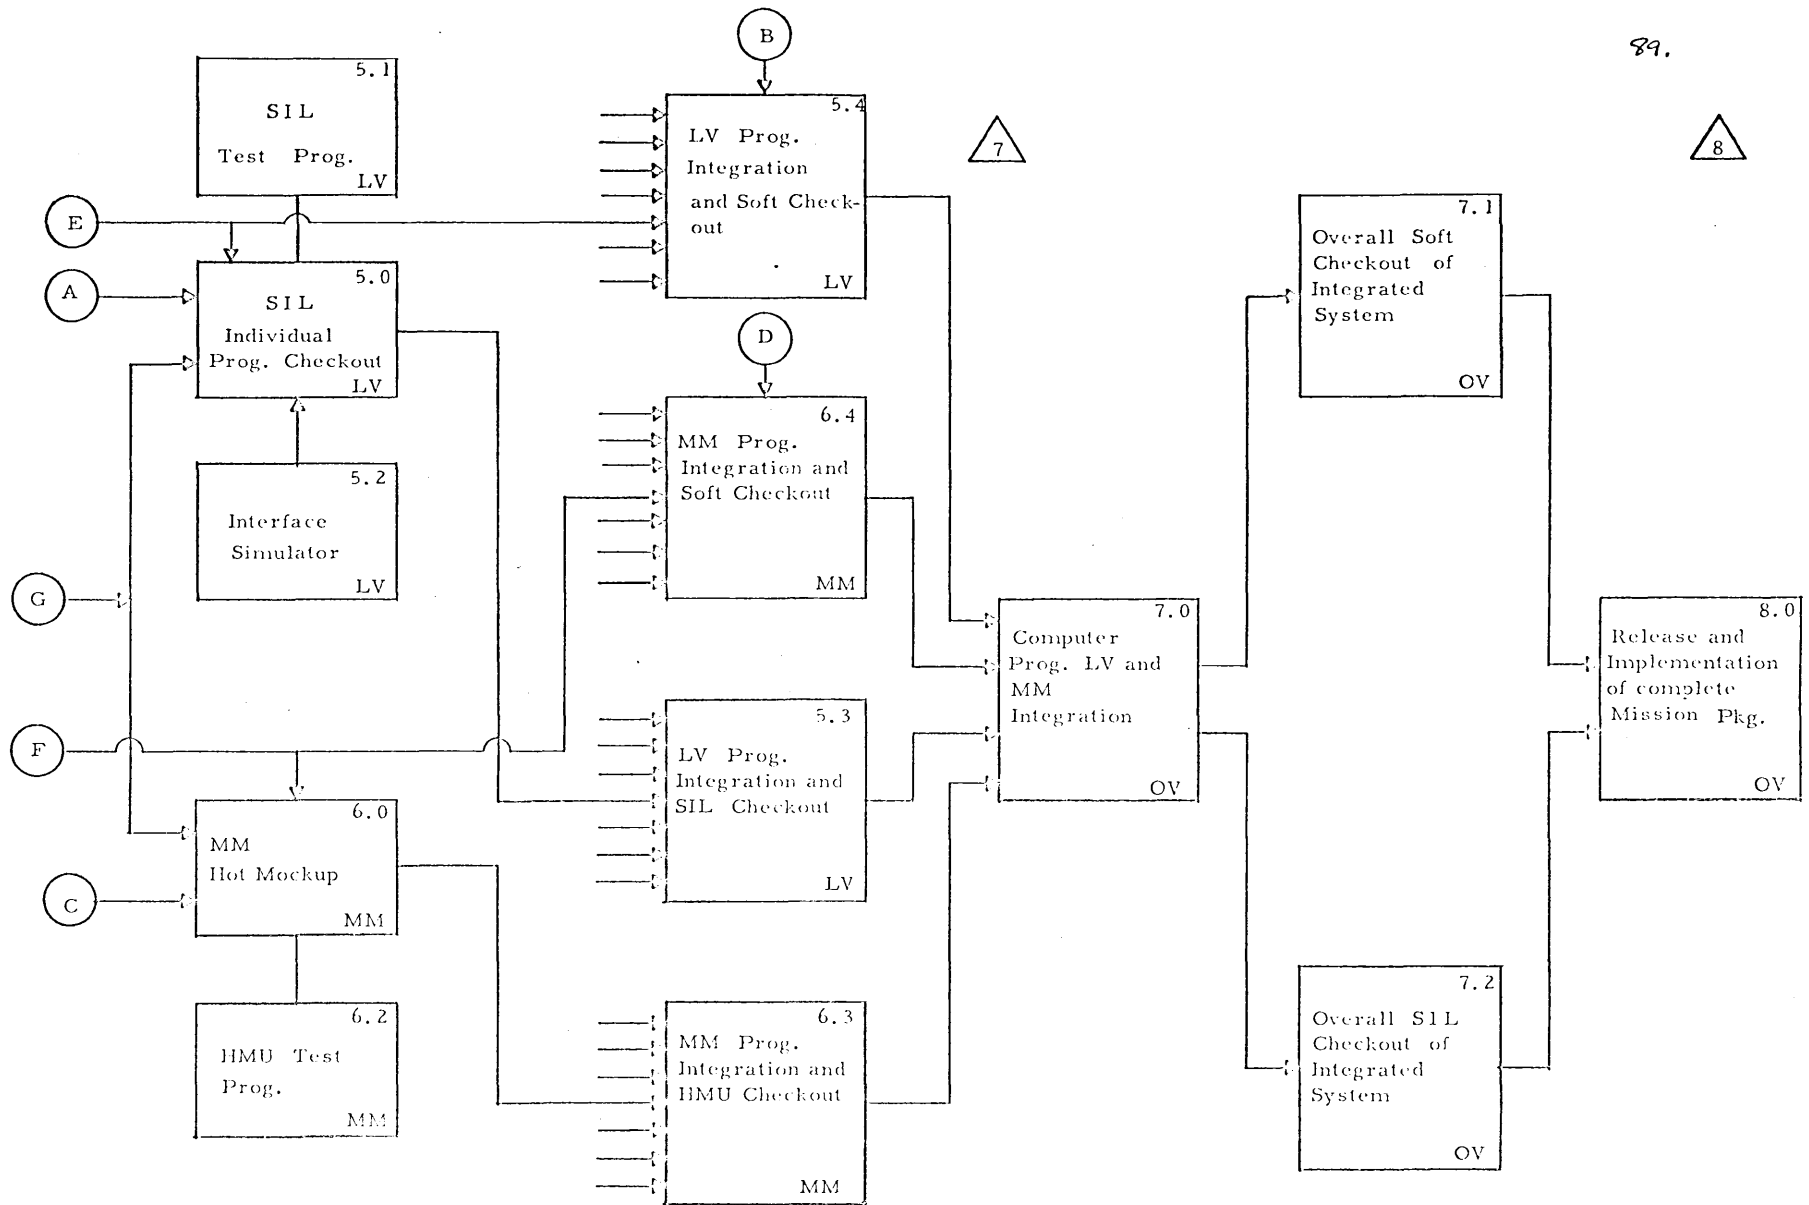 89.
B
5.1
SIL
Test Prog.
LV
5.4
LV Prog.
Integration
and Soft Check-
out
LV
7
8
E
A
5.0
SIL
Individual
Prog. Checkout
LV
7.1
Overall Soft
Checkout of
Integrated
System
OV
D
6.4
MM Prog.
Integration and
Soft Checkout
MM
5.2
Interface
Simulator
LV
G
7.0
Computer
Prog. LV and
MM
Integration
OV
8.0
Release and
Implementation
of complete
Mission Pkg.
OV
F
5.3
LV Prog.
Integration and
SIL Checkout
LV
6.0
MM
Hot Mockup
MM
C
6.2
HMU Test
Prog.
MM
6.3
MM Prog.
Integration and
HMU Checkout
MM
7.2
Overall SIL
Checkout of
Integrated
System
OV